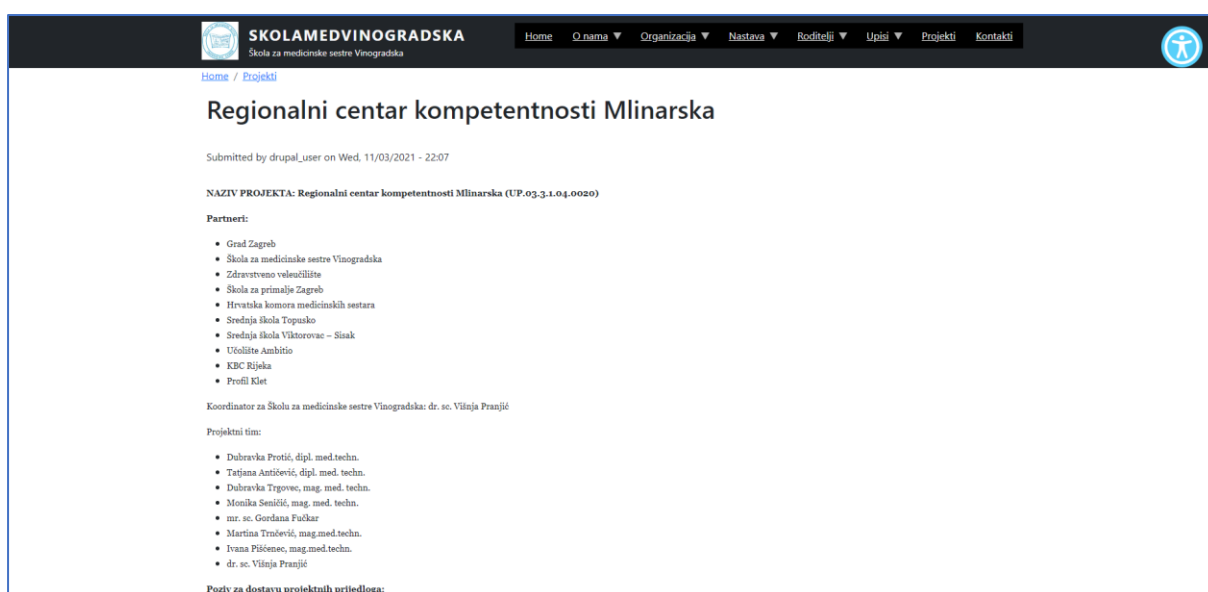 SKOLAMEDVINOGRADSKA
Škola za medicinske sestre Vinogradska
Home O nama ▼ Organizacija ▼ Nastava ▼ Roditelji ▼ Upisi ▼ Projekti Kontakti
Home / Projekti
Regionalni centar kompetentnosti Mlinarska
Submitted by drupal_user on Wed, 11/03/2021 - 22:07
NAZIV PROJEKTA: Regionalni centar kompetentnosti Mlinarska (UP.03.3.1.04.0020)
Partneri:
Grad Zagreb
Škola za medicinske sestre Vinogradska
Zdravstveno veleučilište
Škola za primalje Zagreb
Hrvatska komora medicinskih sestara
Srednja škola Topusko
Srednja škola Viktorovac – Sisak
Učolište Ambitio
KBC Rijeka
Profil Klet
Koordinator za Školu za medicinske sestre Vinogradska: dr. sc. Višnja Pranjić
Projektni tim:
Dubravka Protić, dipl. med.techn.
Tatjana Antičević, dipl. med. techn.
Dubravka Trgovec, mag. med. techn.
Monika Seničić, mag. med. techn.
mr. sc. Gordana Fučkar
Martina Trnčević, mag.med.techn.
Ivana Pišćenec, mag.med.techn.
dr. sc. Višnja Pranjić
Poziv za dostavu projektnih prijedloga: